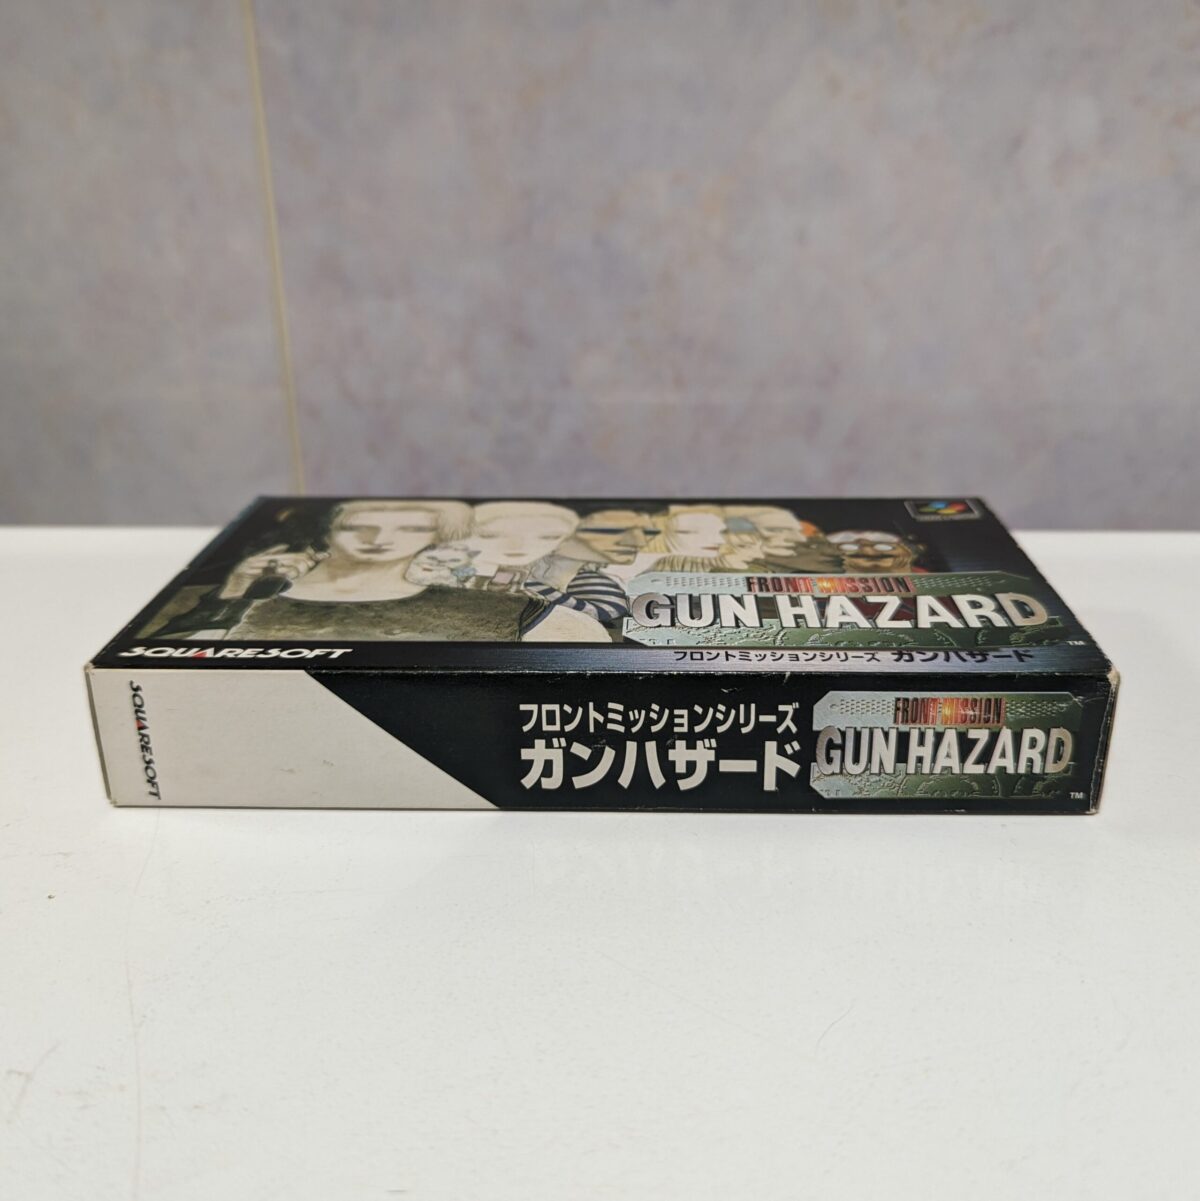 FRONT MISSION
GUN HAZARD
TM
SQUARESOFT
フロントミッションシリーズ ガンハザード
SQUARESOFT
フロントミッションシリーズ
ガンハザード
FRONT MISSION
GUN HAZARD
TM